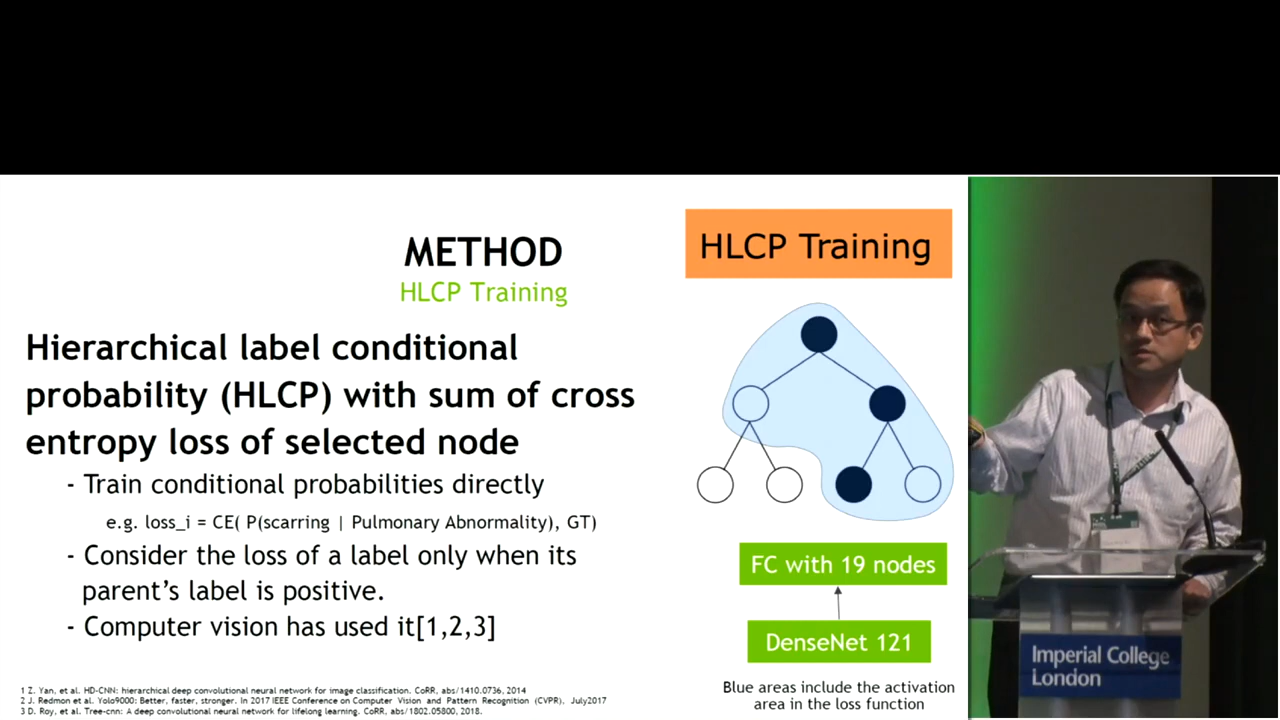 METHOD
HLCP Training
Hierarchical label conditional
probability (HLCP) with sum of cross
entropy loss of selected node
- Train conditional probabilities directly
e.g. loss_i = CE( P(scarring | Pulmonary Abnormality), GT)
- Consider the loss of a label only when its
parent's label is positive.
- Computer vision has used it[1,2,3]
1 Z. Yan, et al. HD-CNN: hierarchical deep convolutional neural network for image classification. CoRR, abs/1410.0736, 2014
2 J. Redmon et al. Yolo9000: Better, faster, stronger. In 2017 IEEE Conference on Computer Vision and Pattern Recognition (CVPR), July2017
3 D. Roy, et al. Tree-cnn: A deep convolutional neural network for lifelong learning. CoRR, abs/1802.05800, 2018.
HLCP Training
FC with 19 nodes
DenseNet 121
Blue areas include the activation
area in the loss function
Imperial College
London